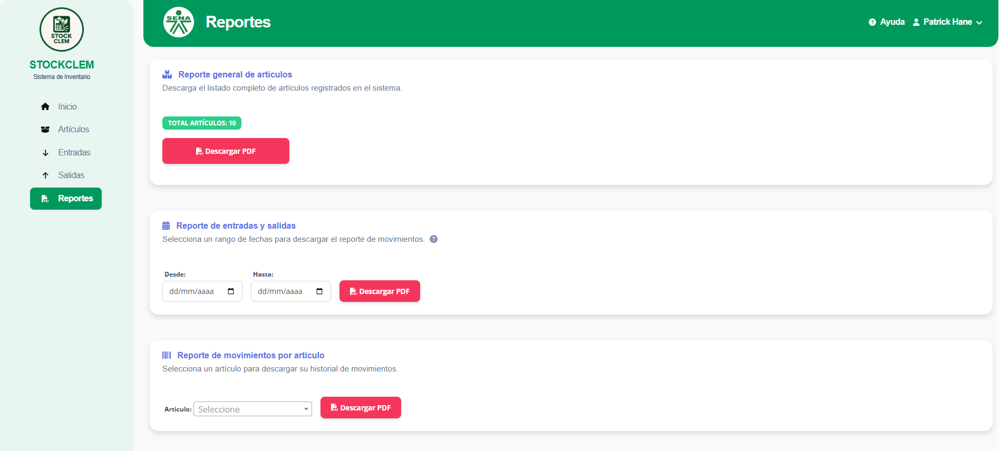 STOCK
CLEM
STOCKCLEM
Sistema de Inventario
Inicio
Artículos
Entradas
Salidas
PDF Reportes
SENA
Reportes
? Ayuda Patrick Hane
Reporte general de artículos
Descarga el listado completo de artículos registrados en el sistema.
TOTAL ARTÍCULOS: 10
PDF Descargar PDF
Reporte de entradas y salidas
Selecciona un rango de fechas para descargar el reporte de movimientos. ?
Desde: Hasta:
dd/mm/aaaa dd/mm/aaaa PDF Descargar PDF
Reporte de movimientos por artículo
Selecciona un artículo para descargar su historial de movimientos.
Articulo: Seleccione PDF Descargar PDF